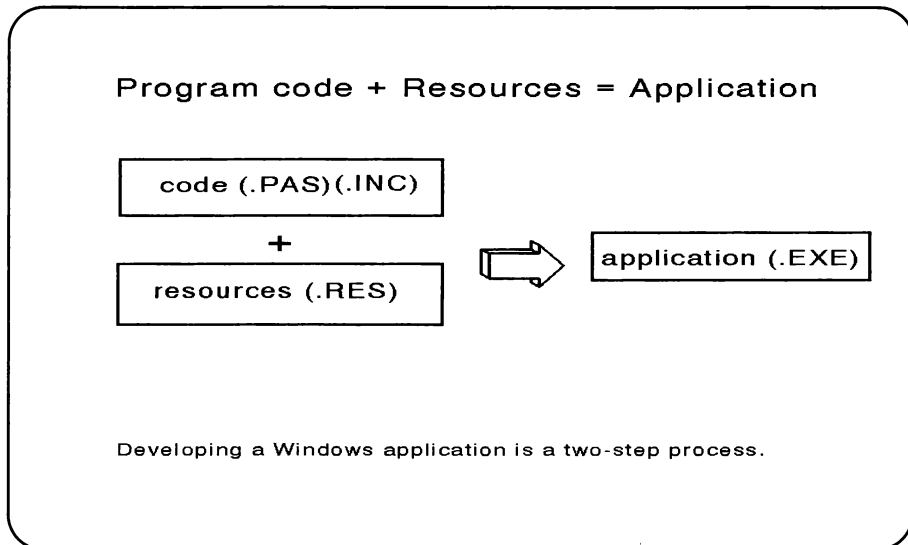 Program code + Resources = Application
code (.PAS)(.INC)
+
resources (.RES)
application (.EXE)
Developing a Windows application is a two-step process.